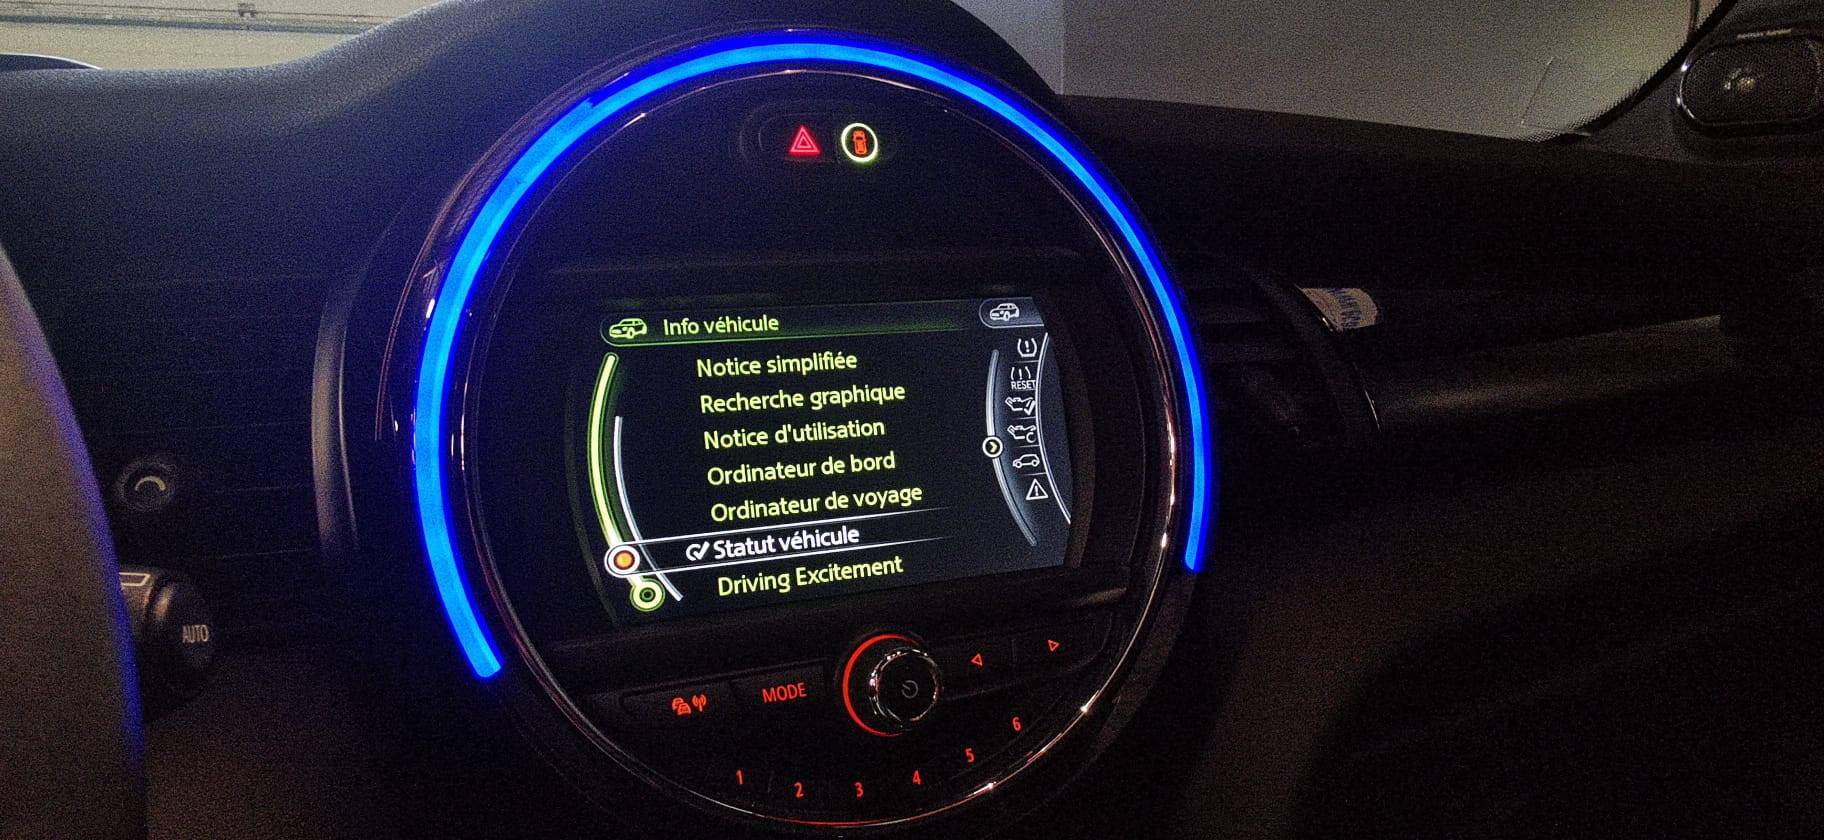 Info véhicule
Notice simplifiée
Recherche graphique
Notice d'utilisation
Ordinateur de bord
Ordinateur de voyage
Statut véhicule
Driving Excitement
RESET
AUTO
MODE
1 2 3 4 5 6